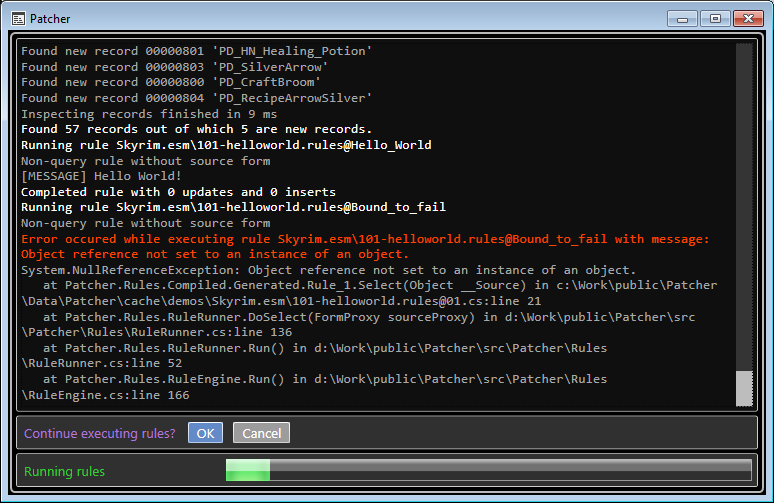 Patcher
Found new record 00000801 'PD_HN_Healing_Potion'
Found new record 00000803 'PD_SilverArrow'
Found new record 00000800 'PD_CraftBroom'
Found new record 00000804 'PD_RecipeArrowSilver'
Inspecting records finished in 9 ms
Found 57 records out of which 5 are new records.
Running rule Skyrim.esm\101-helloworld.rules@Hello_World
Non-query rule without source form
[MESSAGE] Hello World!
Completed rule with 0 updates and 0 inserts
Running rule Skyrim.esm\101-helloworld.rules@Bound_to_fail
Non-query rule without source form
Error occured while executing rule Skyrim.esm\101-helloworld.rules@Bound_to_fail with message:
Object reference not set to an instance of an object.
System.NullReferenceException: Object reference not set to an instance of an object.
   at Patcher.Rules.Compiled.Generated.Rule_1.Select(Object __Source) in c:\Work\public\Patcher
\Data\Patcher\cache\demos\Skyrim.esm\101-helloworld.rules@01.cs:line 21
   at Patcher.Rules.RuleRunner.DoSelect(FormProxy sourceProxy) in d:\Work\public\Patcher\src
\Patcher\Rules\RuleRunner.cs:line 136
   at Patcher.Rules.RuleRunner.Run() in d:\Work\public\Patcher\src\Patcher\Rules
\RuleRunner.cs:line 52
   at Patcher.Rules.RuleEngine.Run() in d:\Work\public\Patcher\src\Patcher\Rules
\RuleEngine.cs:line 166
Continue executing rules? OK Cancel
Running rules